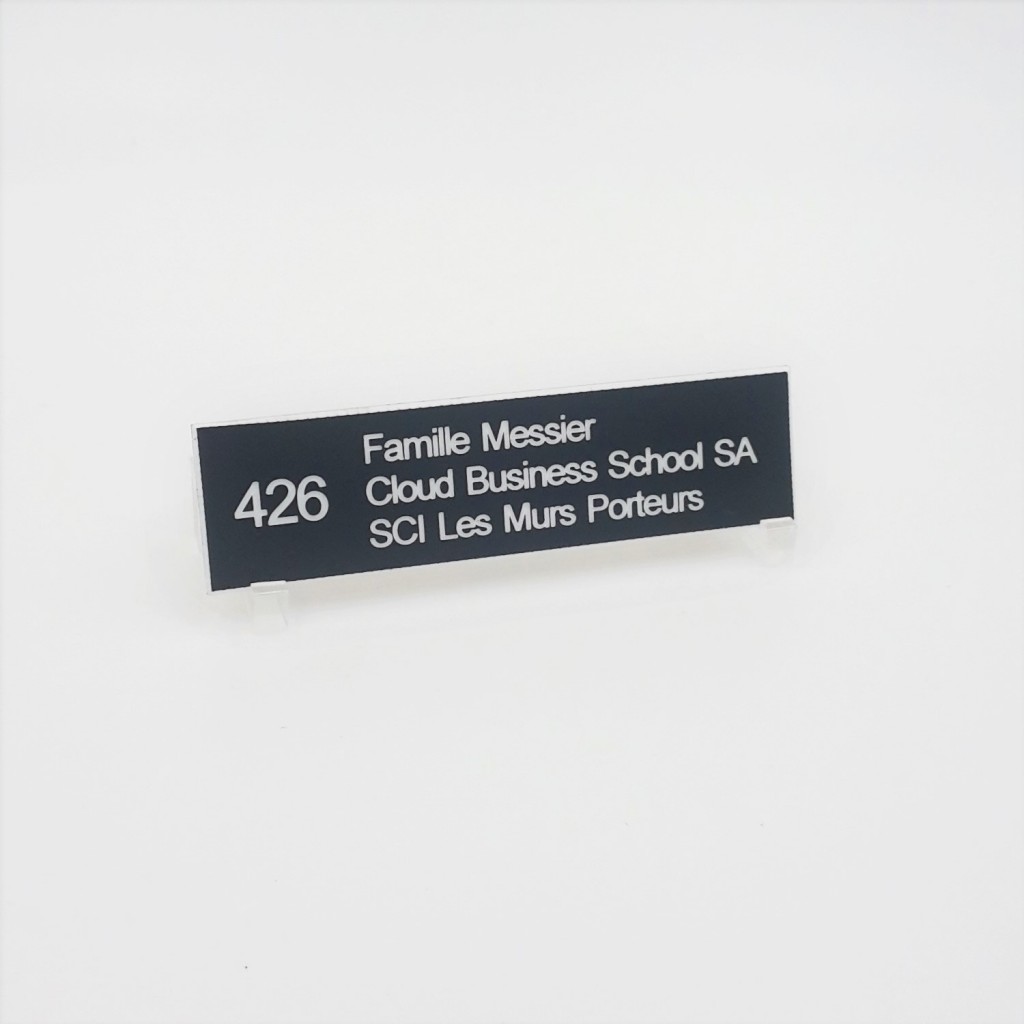 426
Famille Messier
Cloud Business School SA
SCI Les Murs Porteurs